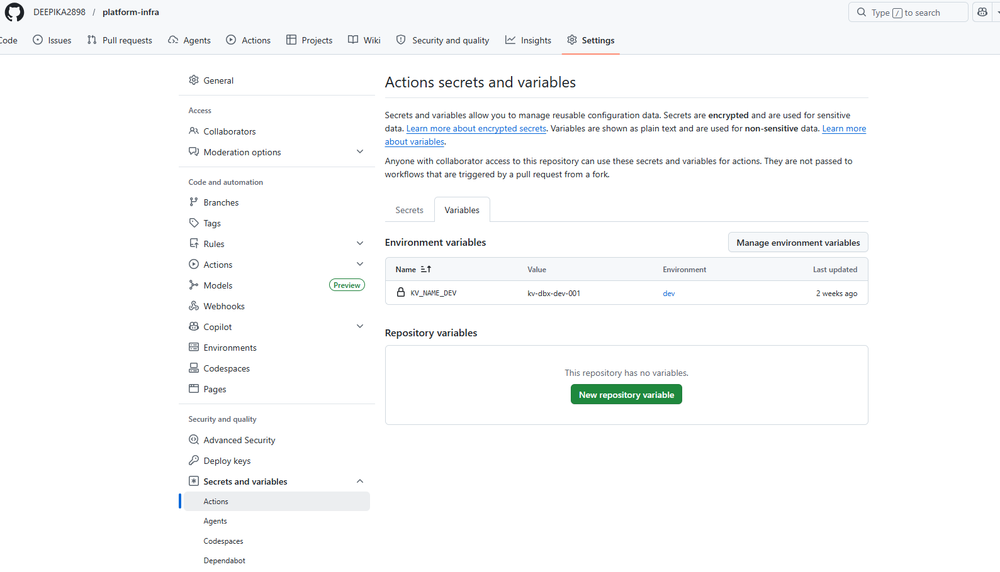 DEEPIKA2898 / platform-infra
Type / to search
Code Issues Pull requests Agents Actions Projects Wiki Security and quality Insights Settings
General
Access
Collaborators
Moderation options
Code and automation
Branches
Tags
Rules
Actions
Models Preview
Webhooks
Copilot
Environments
Codespaces
Pages
Security and quality
Advanced Security
Deploy keys
Secrets and variables
Actions
Agents
Codespaces
Dependabot
Actions secrets and variables
Secrets and variables allow you to manage reusable configuration data. Secrets are encrypted and are used for sensitive
data. Learn more about encrypted secrets. Variables are shown as plain text and are used for non-sensitive data. Learn more
about variables.
Anyone with collaborator access to this repository can use these secrets and variables for actions. They are not passed to
workflows that are triggered by a pull request from a fork.
Secrets Variables
Environment variables Manage environment variables
Name Value Environment Last updated
KV_NAME_DEV kv-dbx-dev-001 dev 2 weeks ago
Repository variables
This repository has no variables.
New repository variable